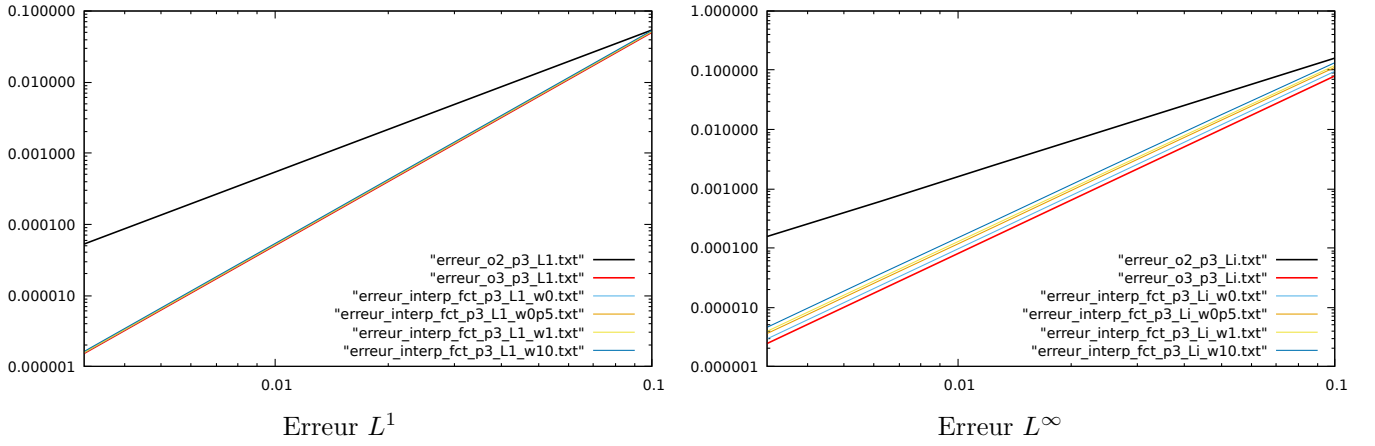 0.100000
0.010000
0.001000
0.000100
0.000010
0.000001
0.01
0.1
"erreur_o2_p3_L1.txt"
"erreur_o3_p3_L1.txt"
"erreur_interp_fct_p3_L1_w0.txt"
"erreur_interp_fct_p3_L1_w0p5.txt"
"erreur_interp_fct_p3_L1_w1.txt"
"erreur_interp_fct_p3_L1_w10.txt"
Erreur L¹
1.000000
0.100000
0.010000
0.001000
0.000100
0.000010
0.000001
0.01
0.1
"erreur_o2_p3_Li.txt"
"erreur_o3_p3_Li.txt"
"erreur_interp_fct_p3_Li_w0.txt"
"erreur_interp_fct_p3_Li_w0p5.txt"
"erreur_interp_fct_p3_Li_w1.txt"
"erreur_interp_fct_p3_Li_w10.txt"
Erreur L^∞